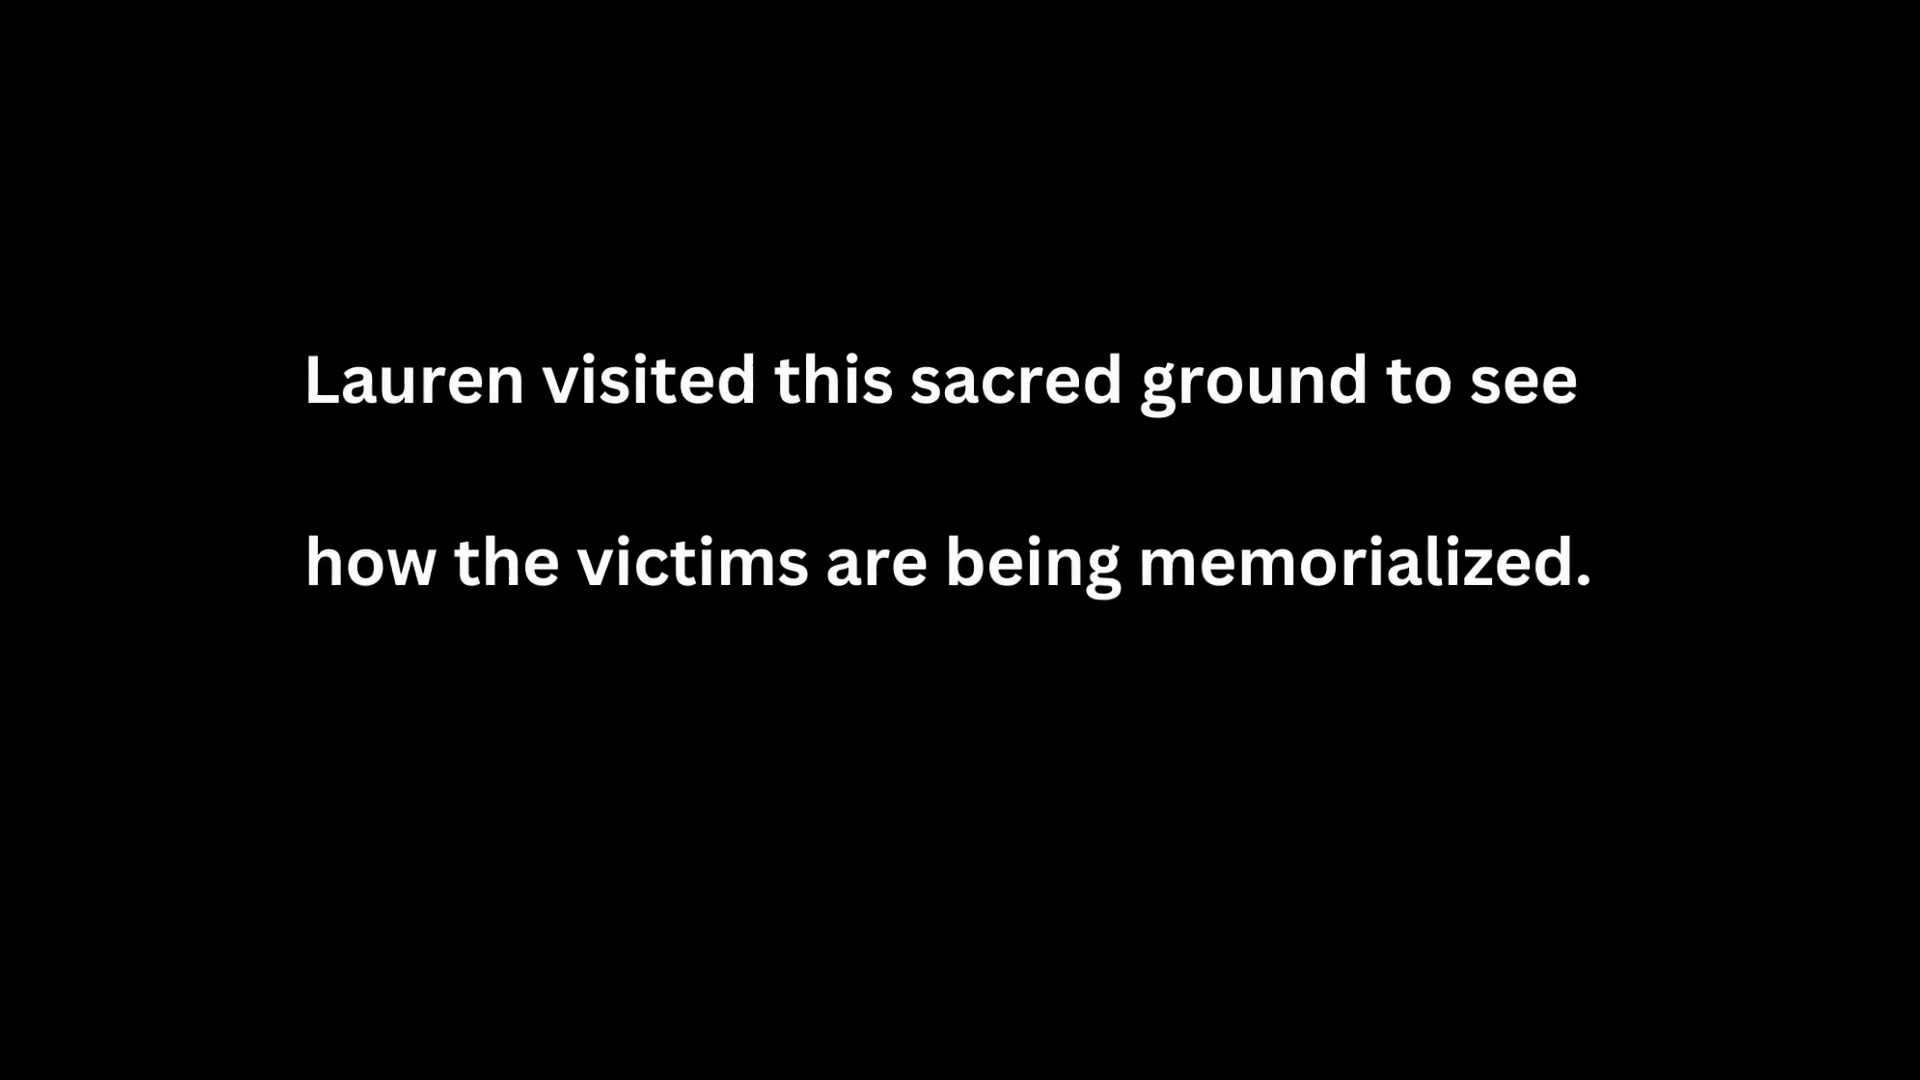 Lauren visited this sacred ground to see
how the victims are being memorialized.